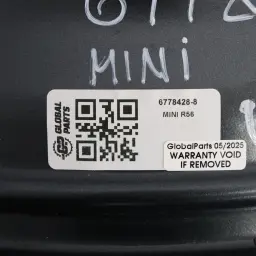 MINI
GLOBAL
PARTS
6778428-8
MINI R56
GlobalParts 05/2025
WARRANTY VOID
IF REMOVED